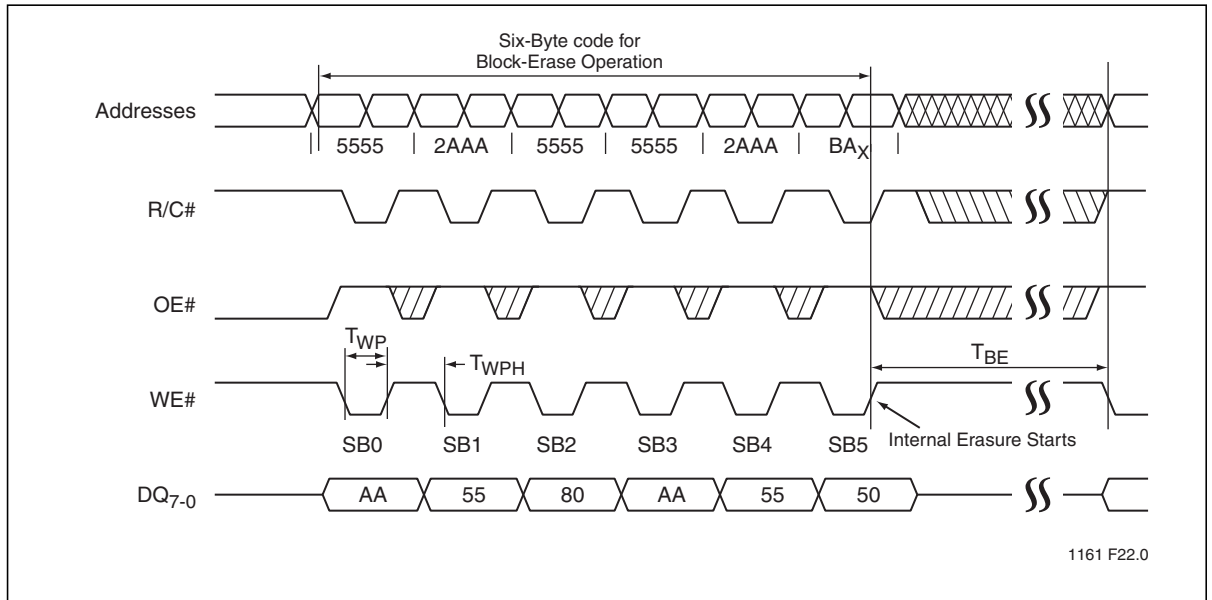 Six-Byte code for
Block-Erase Operation
Addresses
5555 2AAA 5555 5555 2AAA BAX
R/C#
OE#
TWP
TWPH
TBE
WE#
Internal Erasure Starts
SB0 SB1 SB2 SB3 SB4 SB5
DQ7-0
AA 55 80 AA 55 50
1161 F22.0